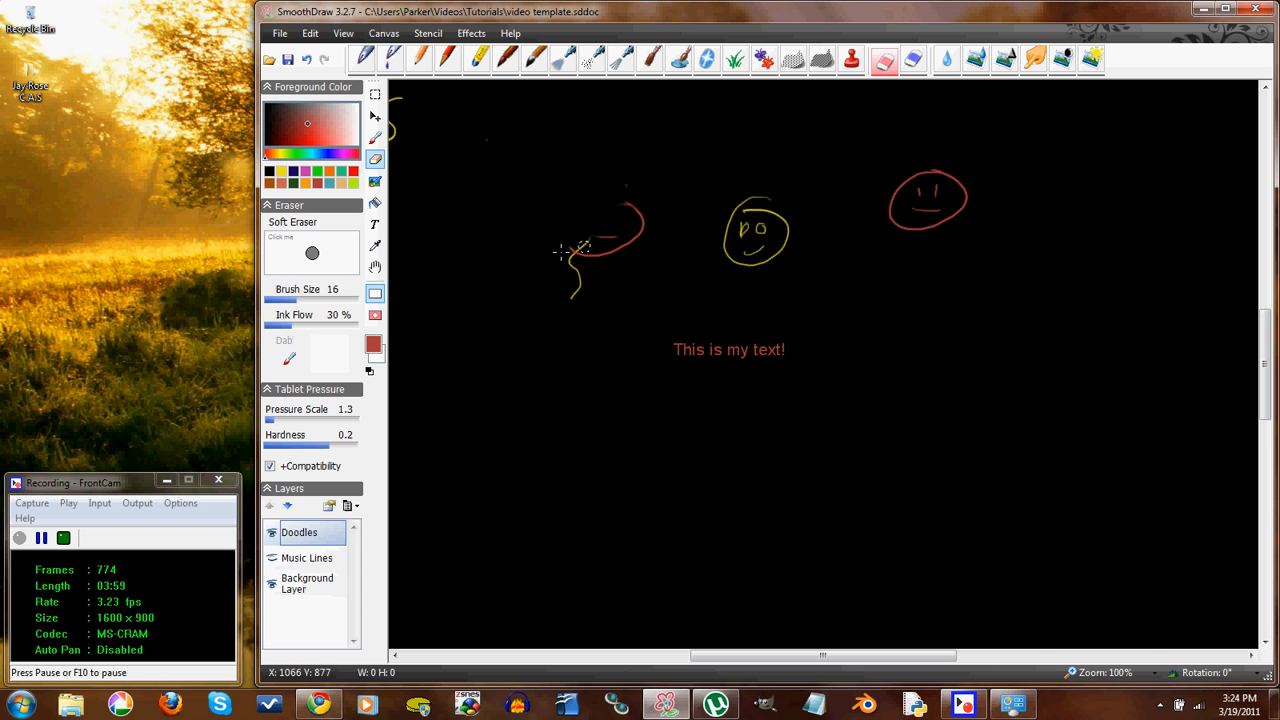 Recycle Bin
Jay Rose
C.A.S
SmoothDraw 3.2.7 - C:\Users\Parker\Videos\Tutorials\video template.sddoc
File Edit View Canvas Stencil Effects Help
Foreground Color
Eraser
Soft Eraser
Click me
Brush Size 16
Ink Flow 30 %
Dab
Tablet Pressure
Pressure Scale 1.3
Hardness 0.2
+Compatibility
Layers
Doodles
Music Lines
Background
Layer
This is my text!
X: 1066 Y: 877 W: 0 H: 0
Zoom: 100%
Rotation: 0°
Recording - FrontCam
Capture Play Input Output Options
Help
Frames : 774
Length : 03:59
Rate : 3.23 fps
Size : 1600 x 900
Codec : MS-CRAM
Auto Pan : Disabled
Press Pause or F10 to pause
3:24 PM
3/19/2011